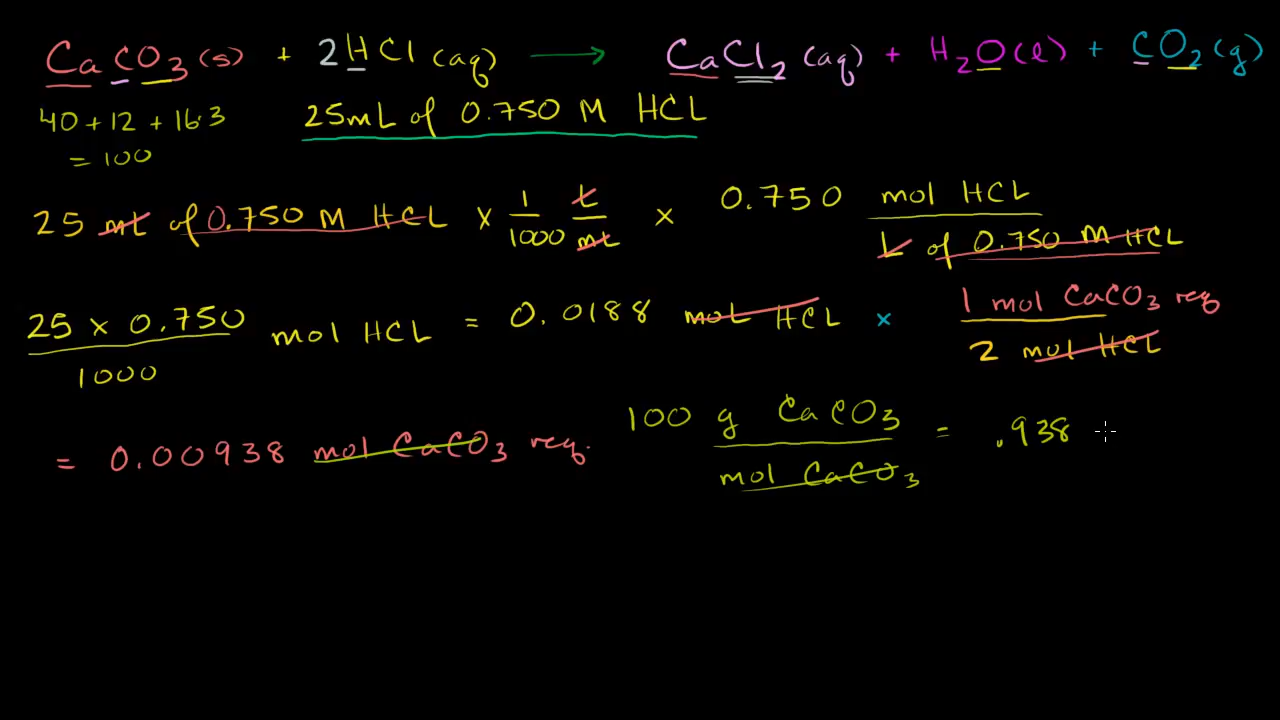 CaCO3 (s) + 2HCl (aq) → CaCl2 (aq) + H2O (l) + CO2 (g)
40 + 12 + 16·3
= 100
25mL of 0.750 M HCL
25 mL of 0.750 M HCL × 1/1000 L/mL × 0.750 mol HCL / L of 0.750 M HCL
25 × 0.750 / 1000 mol HCL = 0.0188 mol HCL × 1 mol CaCO3 req / 2 mol HCL
= 0.00938 mol CaCO3 req. 100 g CaCO3 / mol CaCO3 = .938